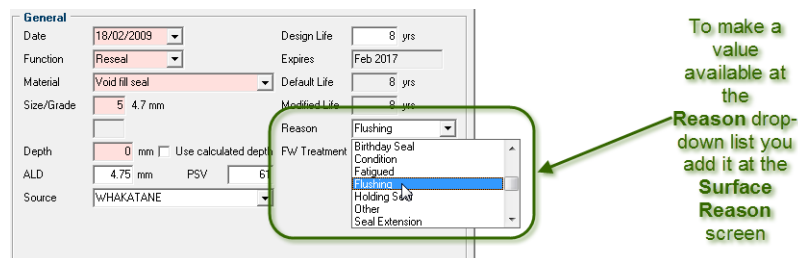 General
Date 18/02/2009 Design Life 8 yrs
Function Reseal Expires Feb 2017
Material Void fill seal Default Life 8 yrs
Size/Grade 5 4.7 mm Modified Life 8 yrs
Reason Flushing
Depth 0 mm Use calculated depth FW Treatment
ALD 4.75 mm PSV 61
Source WHAKATANE
Birthday Seal
Condition
Fatigued
Flushing
Holding Seal
Other
Seal Extension
To make a
value
available at
the
Reason drop-
down list you
add it at the
Surface
Reason
screen